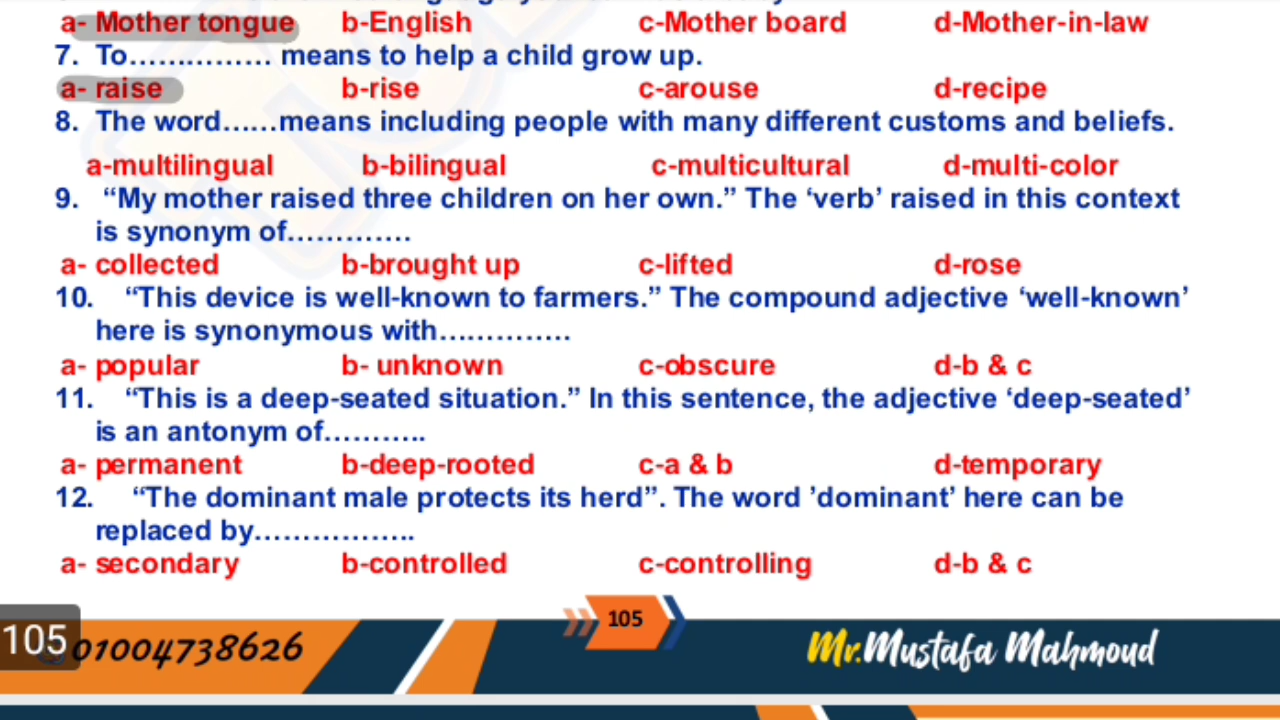 a- Mother tongue b-English c-Mother board d-Mother-in-law
7. To…………… means to help a child grow up.
a- raise b-rise c-arouse d-recipe
8. The word……means including people with many different customs and beliefs.
a-multilingual b-bilingual c-multicultural d-multi-color
9. “My mother raised three children on her own.” The ‘verb’ raised in this context
is synonym of………….
a- collected b-brought up c-lifted d-rose
10. “This device is well-known to farmers.” The compound adjective ‘well-known’
here is synonymous with………….
a- popular b- unknown c-obscure d-b & c
11. “This is a deep-seated situation.” In this sentence, the adjective ‘deep-seated’
is an antonym of………..
a- permanent b-deep-rooted c-a & b d-temporary
12. “The dominant male protects its herd”. The word ’dominant’ here can be
replaced by……………..
a- secondary b-controlled c-controlling d-b & c
105
105
01004738626
Mr.Mustafa Mahmoud